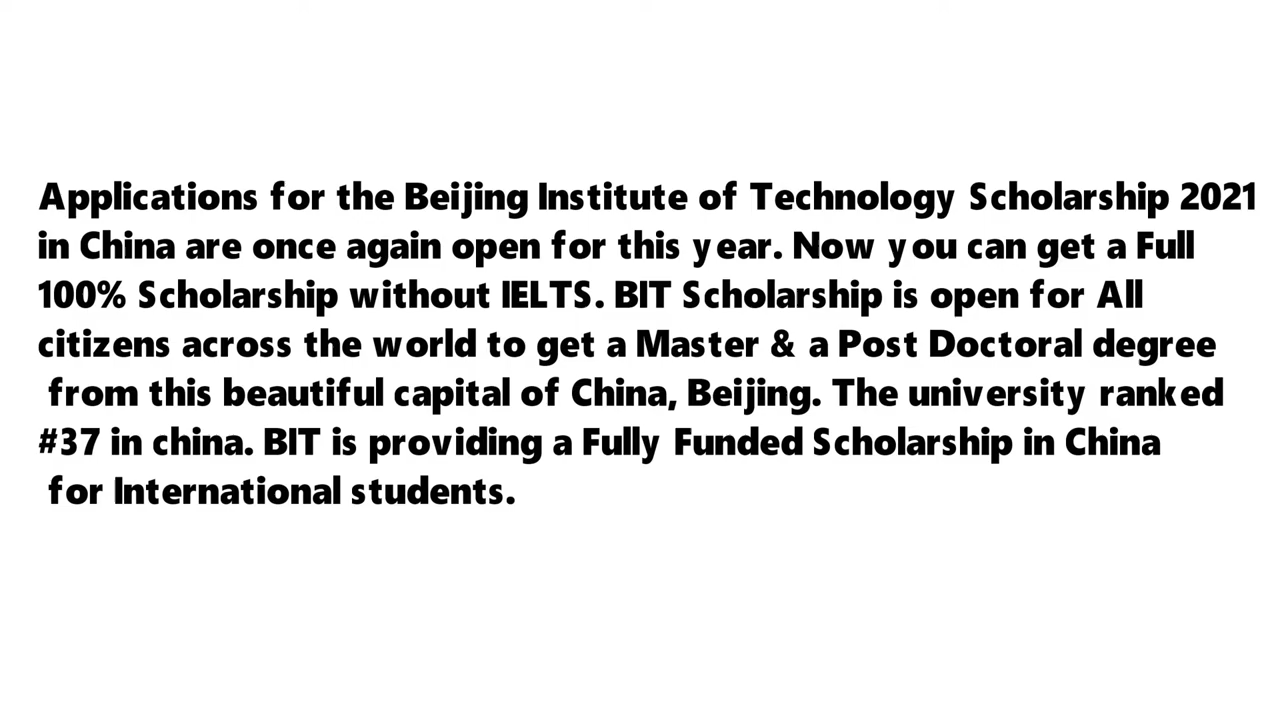 Applications for the Beijing Institute of Technology Scholarship 2021
in China are once again open for this year. Now you can get a Full
100% Scholarship without IELTS. BIT Scholarship is open for All
citizens across the world to get a Master & a Post Doctoral degree
from this beautiful capital of China, Beijing. The university ranked
#37 in china. BIT is providing a Fully Funded Scholarship in China
for International students.